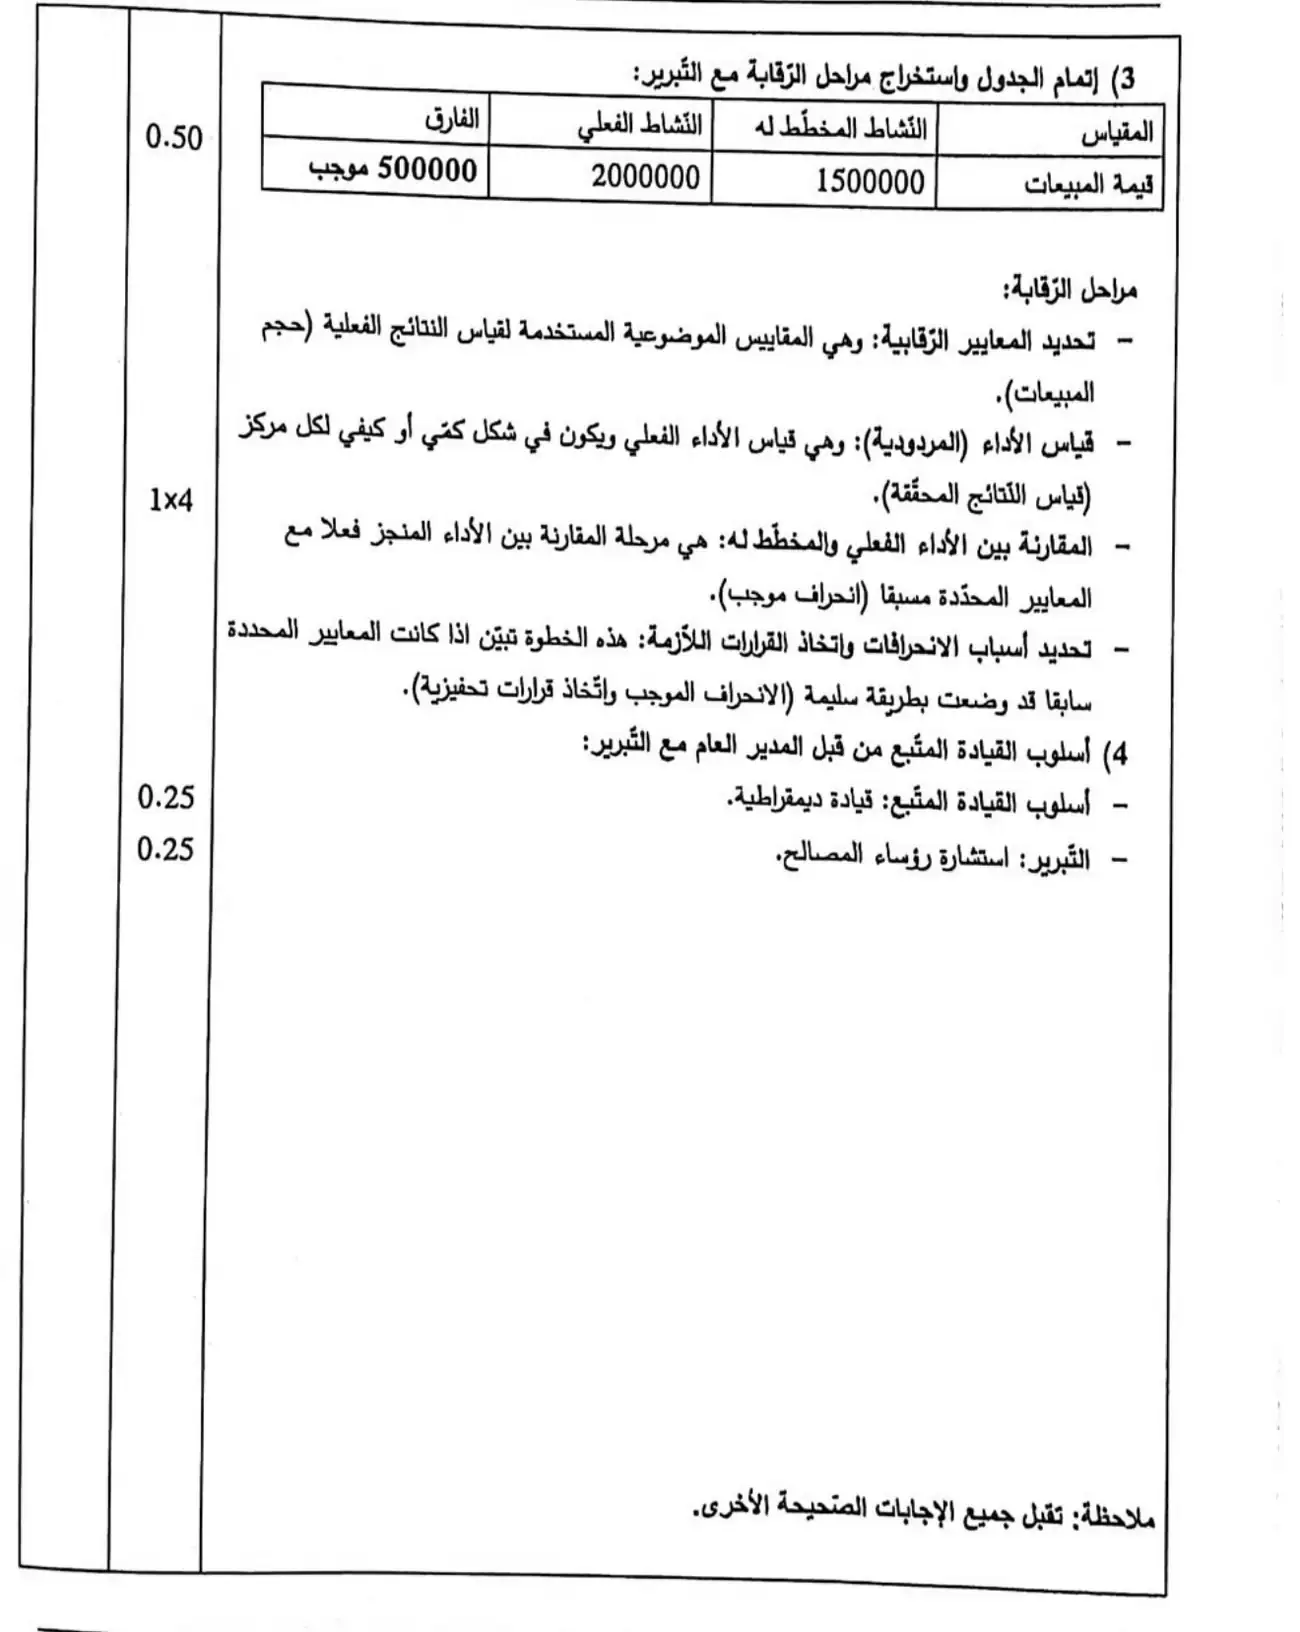 3) إتمام الجدول واستخراج مراحل الرّقابة مع التّبرير:
المقياس النّشاط المخطّط له النّشاط الفعلي الفارق
0.50
قيمة المبيعات 1500000 2000000 500000 موجب
مراحل الرّقابة:
– تحديد المعايير الرّقابية: وهي المقاييس الموضوعية المستخدمة لقياس النتائج الفعلية (حجم
المبيعات).
– قياس الأداء (المردودية): وهي قياس الأداء الفعلي ويكون في شكل كمّي أو كيفي لكل مركز
(قياس النّتائج المحقّقة).
1x4
– المقارنة بين الأداء الفعلي والمخطّط له: هي مرحلة المقارنة بين الأداء المنجز فعلا مع
المعايير المحدّدة مسبقا (انحراف موجب).
– تحديد أسباب الانحرافات واتخاذ القرارات اللاّزمة: هذه الخطوة تبيّن اذا كانت المعايير المحددة
سابقا قد وضعت بطريقة سليمة (الانحراف الموجب واتّخاذ قرارات تحفيزية).
4) أسلوب القيادة المتّبع من قبل المدير العام مع التّبرير:
– أسلوب القيادة المتّبع: قيادة ديمقراطية.
0.25
– التّبرير: استشارة رؤساء المصالح.
0.25
ملاحظة: تقبل جميع الإجابات الصّحيحة الأخرى.